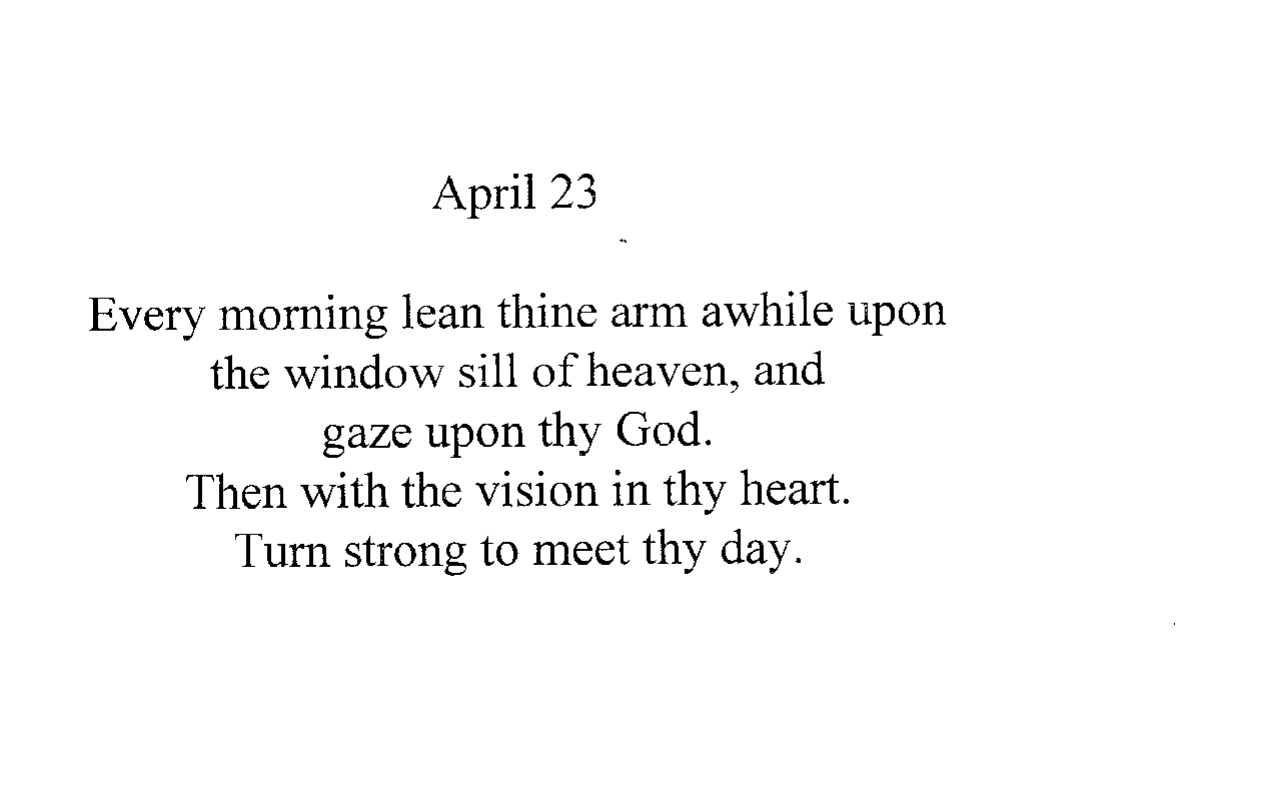 April 23
Every morning lean thine arm awhile upon
the window sill of heaven, and
gaze upon thy God.
Then with the vision in thy heart.
Turn strong to meet thy day.